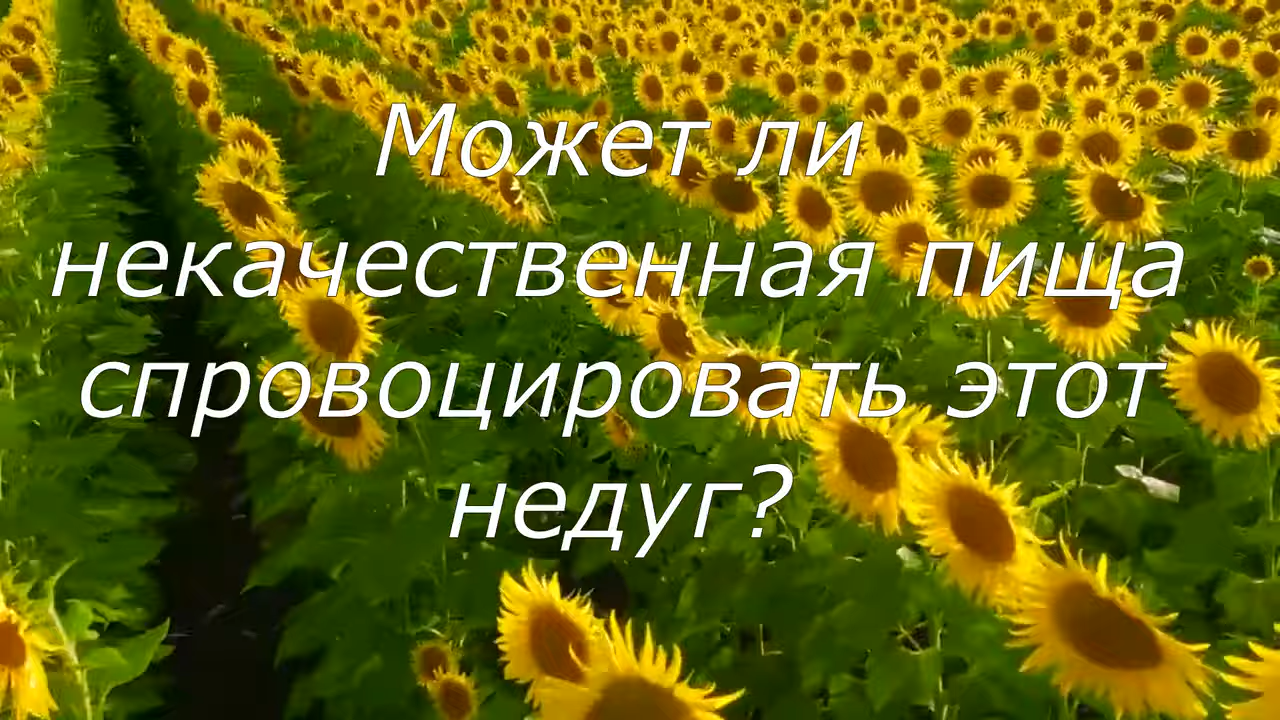 Может ли
некачественная пища
спровоцировать этот
недуг?